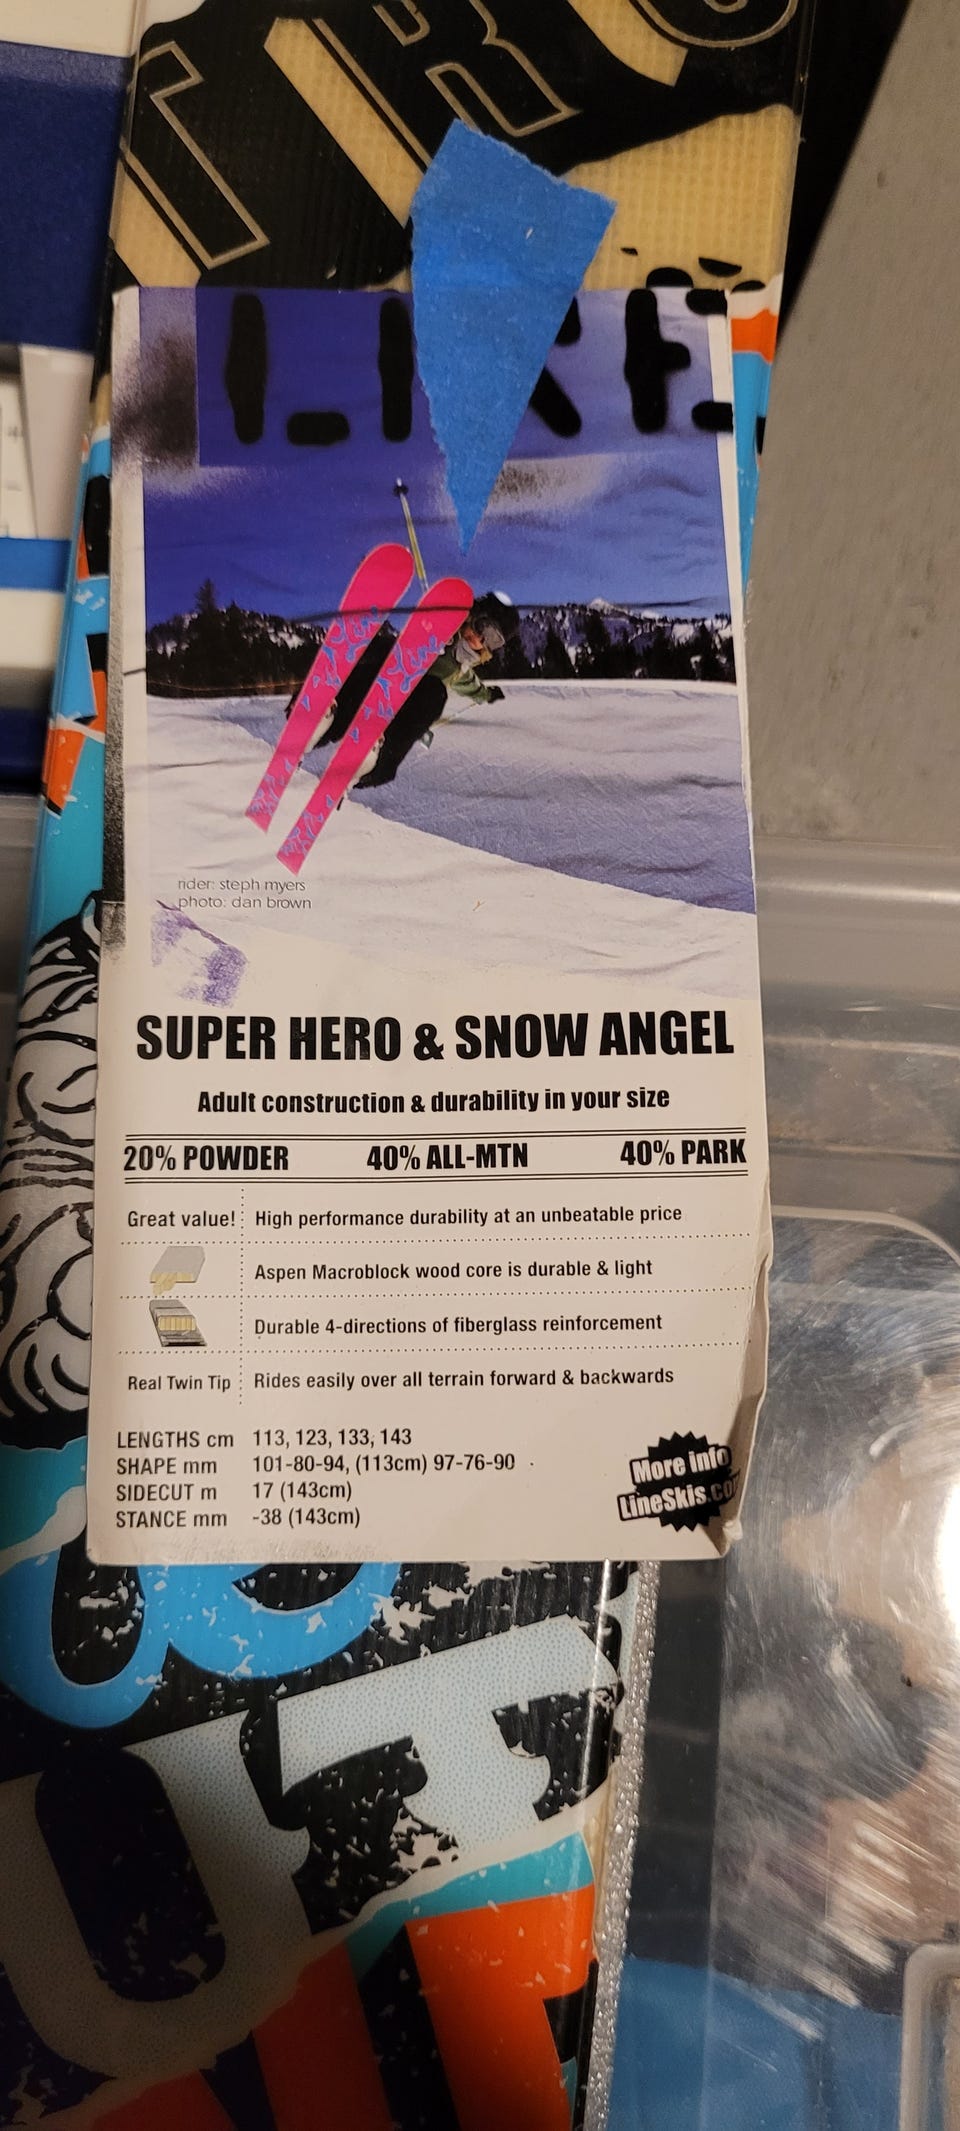 Line
Line
rider: steph myers
photo: dan brown
SUPER HERO & SNOW ANGEL
Adult construction & durability in your size
20% POWDER 40% ALL-MTN 40% PARK
Great value! High performance durability at an unbeatable price
Aspen Macroblock wood core is durable & light
Durable 4-directions of fiberglass reinforcement
Real Twin Tip Rides easily over all terrain forward & backwards
LENGTHS cm 113, 123, 133, 143
SHAPE mm 101-80-94, (113cm) 97-76-90
SIDECUT m 17 (143cm)
STANCE mm -38 (143cm)
More info
LineSkis.co